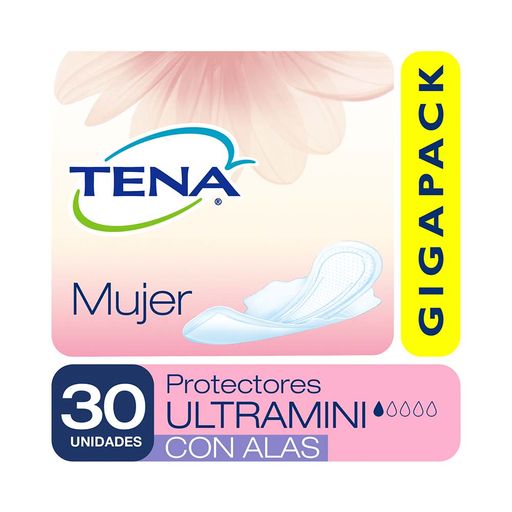 TENA®
Mujer
GIGAPACK
30
UNIDADES
Protectores
ULTRAMINI
CON ALAS